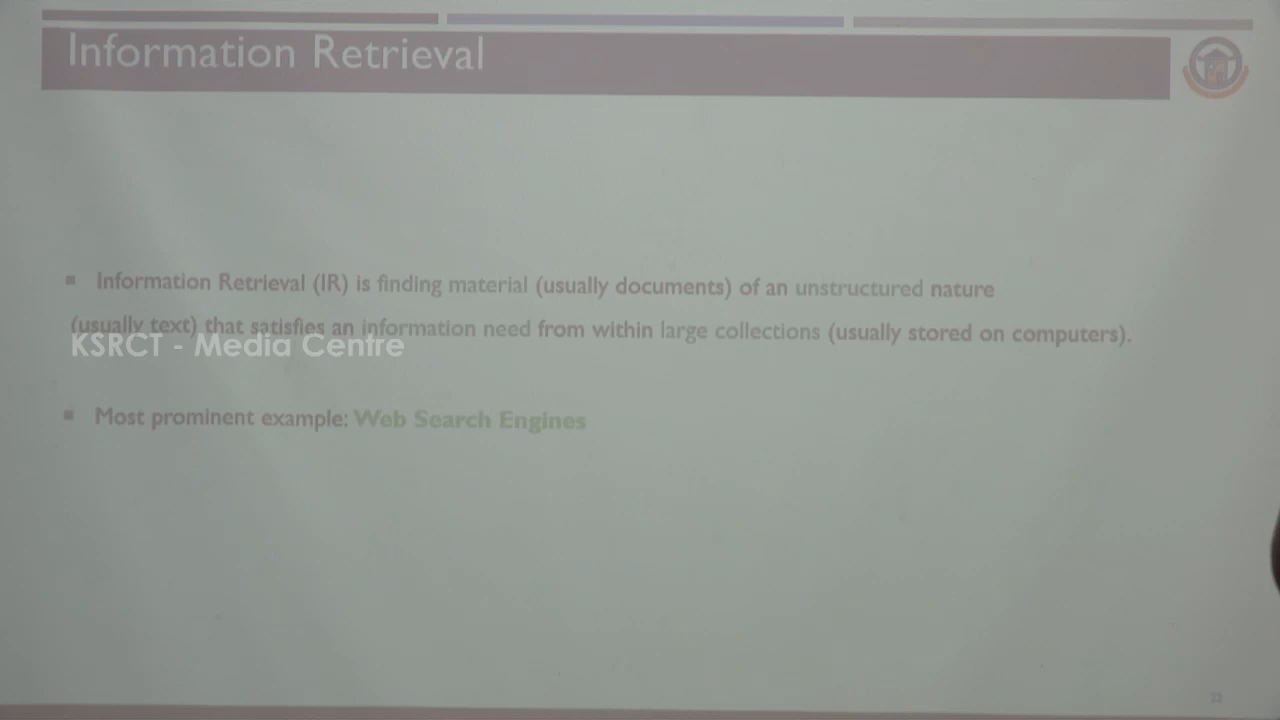 Information Retrieval
▪ Information Retrieval (IR) is finding material (usually documents) of an unstructured nature
(usually text) that satisfies an information need from within large collections (usually stored on computers).
KSRCT - Media Centre
▪ Most prominent example: Web Search Engines